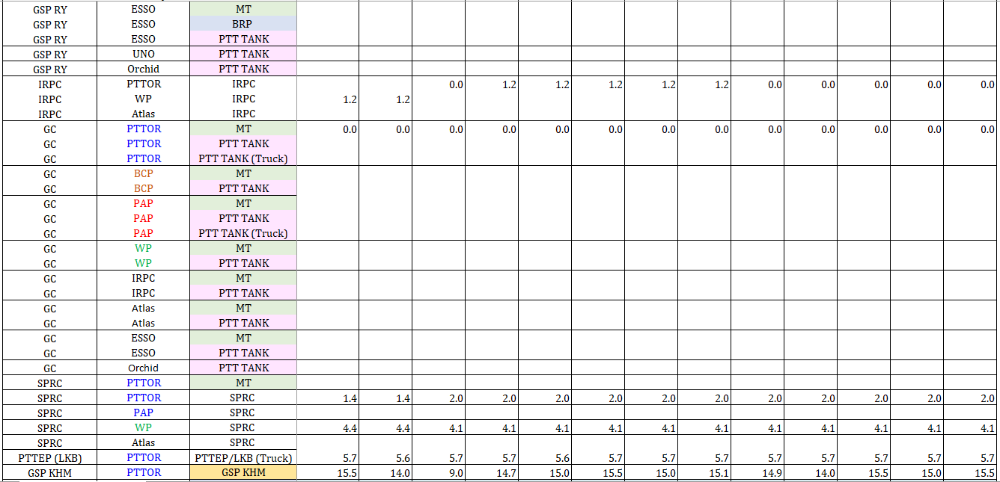 GSP RY ESSO MT
GSP RY ESSO BRP
GSP RY ESSO PTT TANK
GSP RY UNO PTT TANK
GSP RY Orchid PTT TANK
IRPC PTTOR IRPC 0.0 1.2 1.2 1.2 1.2 1.2 0.0 0.0 0.0 0.0 0.0
IRPC WP IRPC 1.2 1.2
IRPC Atlas IRPC
GC PTTOR MT 0.0 0.0 0.0 0.0 0.0 0.0 0.0 0.0 0.0 0.0 0.0 0.0 0.0
GC PTTOR PTT TANK
GC PTTOR PTT TANK (Truck)
GC BCP MT
GC BCP PTT TANK
GC PAP MT
GC PAP PTT TANK
GC PAP PTT TANK (Truck)
GC WP MT
GC WP PTT TANK
GC IRPC MT
GC IRPC PTT TANK
GC Atlas MT
GC Atlas PTT TANK
GC ESSO MT
GC ESSO PTT TANK
GC Orchid PTT TANK
SPRC PTTOR MT
SPRC PTTOR SPRC 1.4 1.4 2.0 2.0 2.0 2.0 2.0 2.0 2.0 2.0 2.0 2.0 2.0
SPRC PAP SPRC
SPRC WP SPRC 4.4 4.4 4.1 4.1 4.1 4.1 4.1 4.1 4.1 4.1 4.1 4.1 4.1
SPRC Atlas SPRC
PTTEP (LKB) PTTOR PTTEP/LKB (Truck) 5.7 5.6 5.7 5.7 5.6 5.7 5.7 5.7 5.7 5.7 5.7 5.7 5.7
GSP KHM PTTOR GSP KHM 15.5 14.0 9.0 14.7 15.0 15.5 15.0 15.1 14.9 14.0 15.5 15.0 15.5